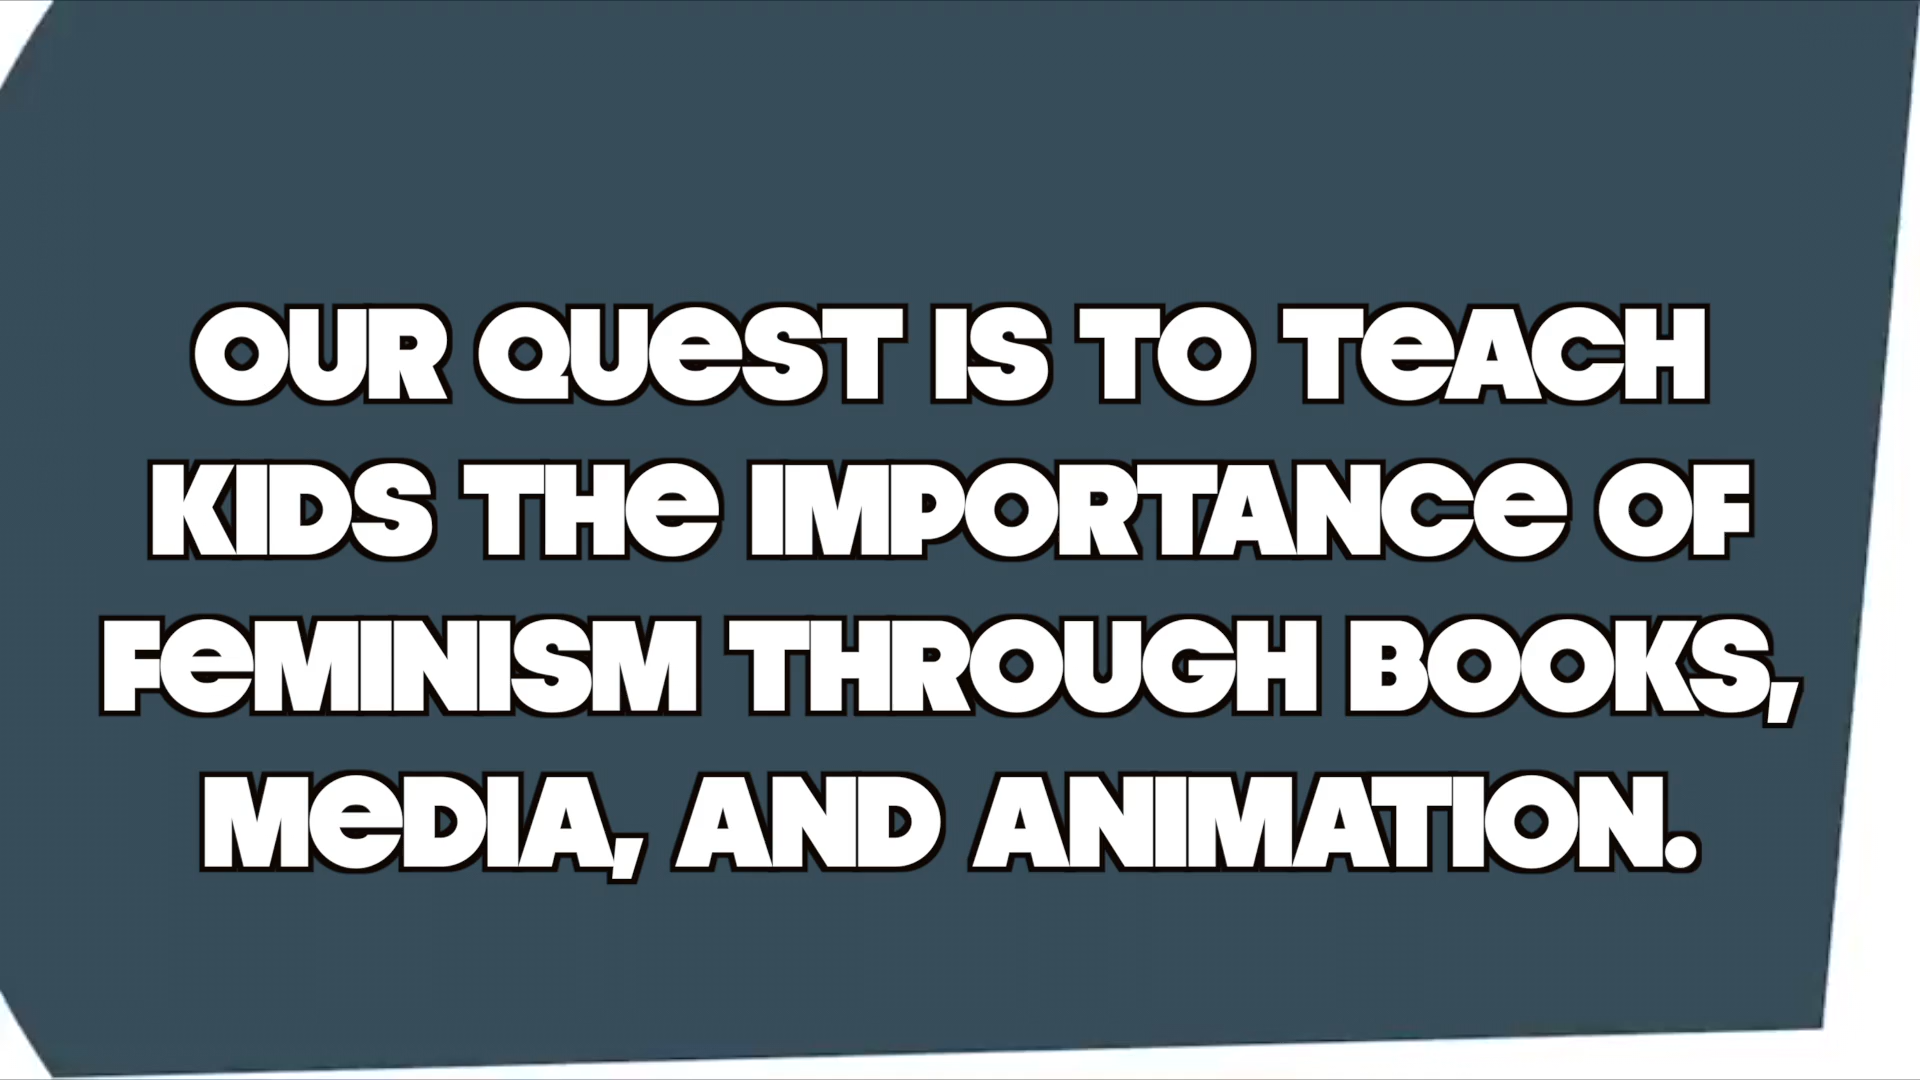 OUR QUeST IS TO TeACH
KIDS THe IMPORTANCe OF
FeMINISM THROUGH BOOKS,
MeDIA, AND ANIMATION.